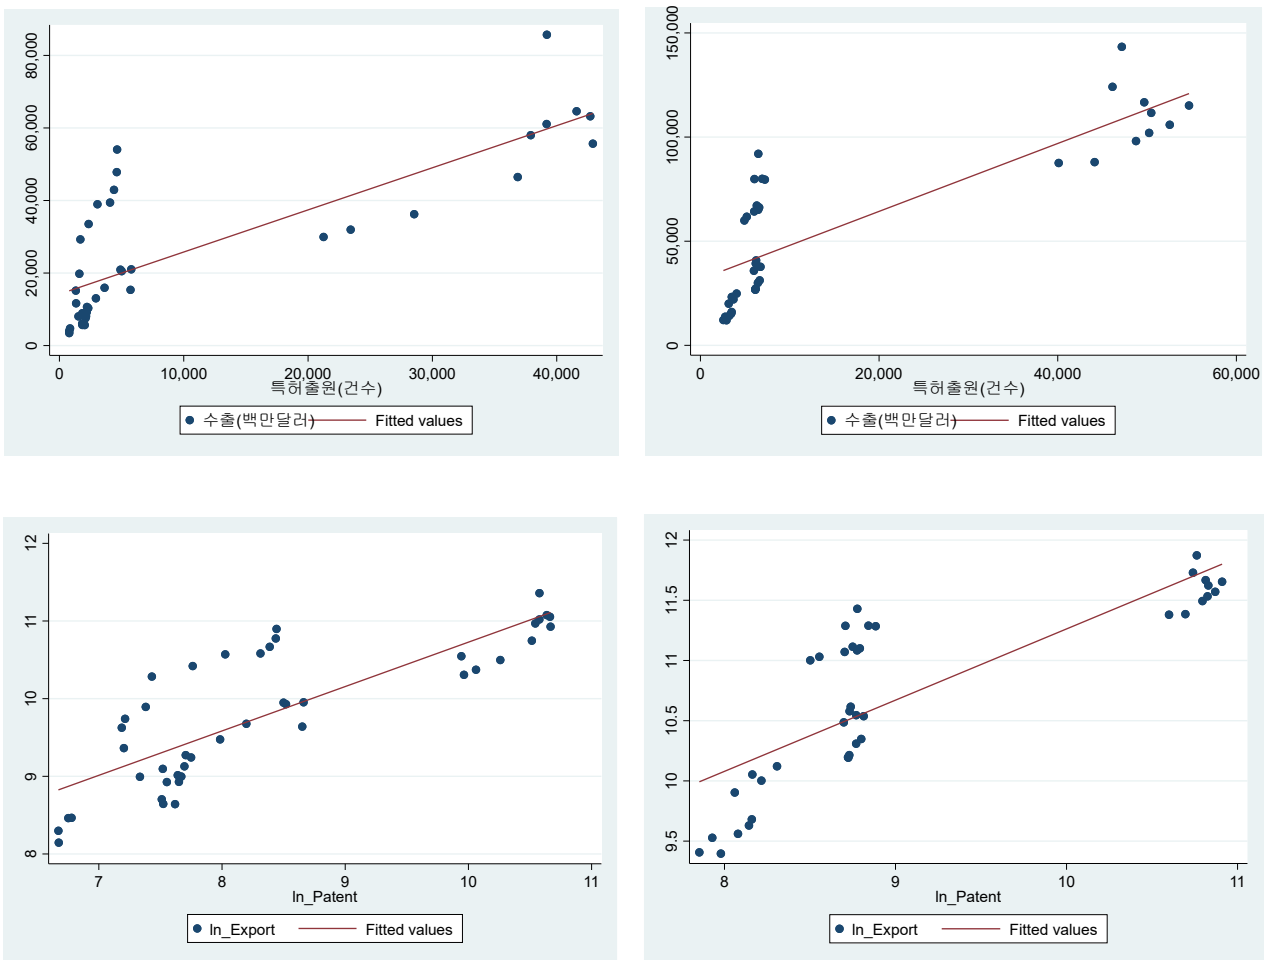 80,000
60,000
40,000
20,000
0
0 10,000 20,000 30,000 40,000
특허출원(건수)
수출(백만달러) Fitted values
150,000
100,000
50,000
0
0 20,000 40,000 60,000
특허출원(건수)
수출(백만달러) Fitted values
12
11
10
9
8
7 8 9 10 11
ln_Patent
ln_Export Fitted values
12
11.5
11
10.5
10
9.5
8 9 10 11
ln_Patent
ln_Export Fitted values